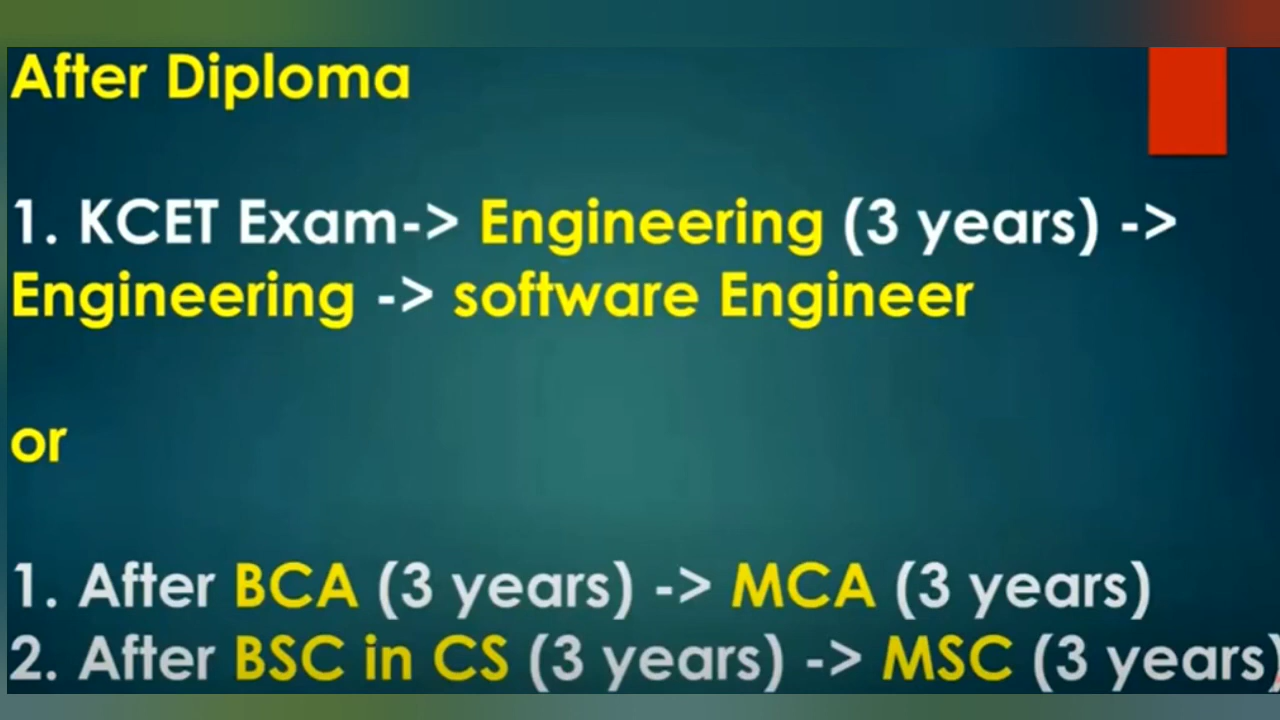 After Diploma
1. KCET Exam-> Engineering (3 years) ->
Engineering -> software Engineer
or
1. After BCA (3 years) -> MCA (3 years)
2. After BSC in CS (3 years) -> MSC (3 years)